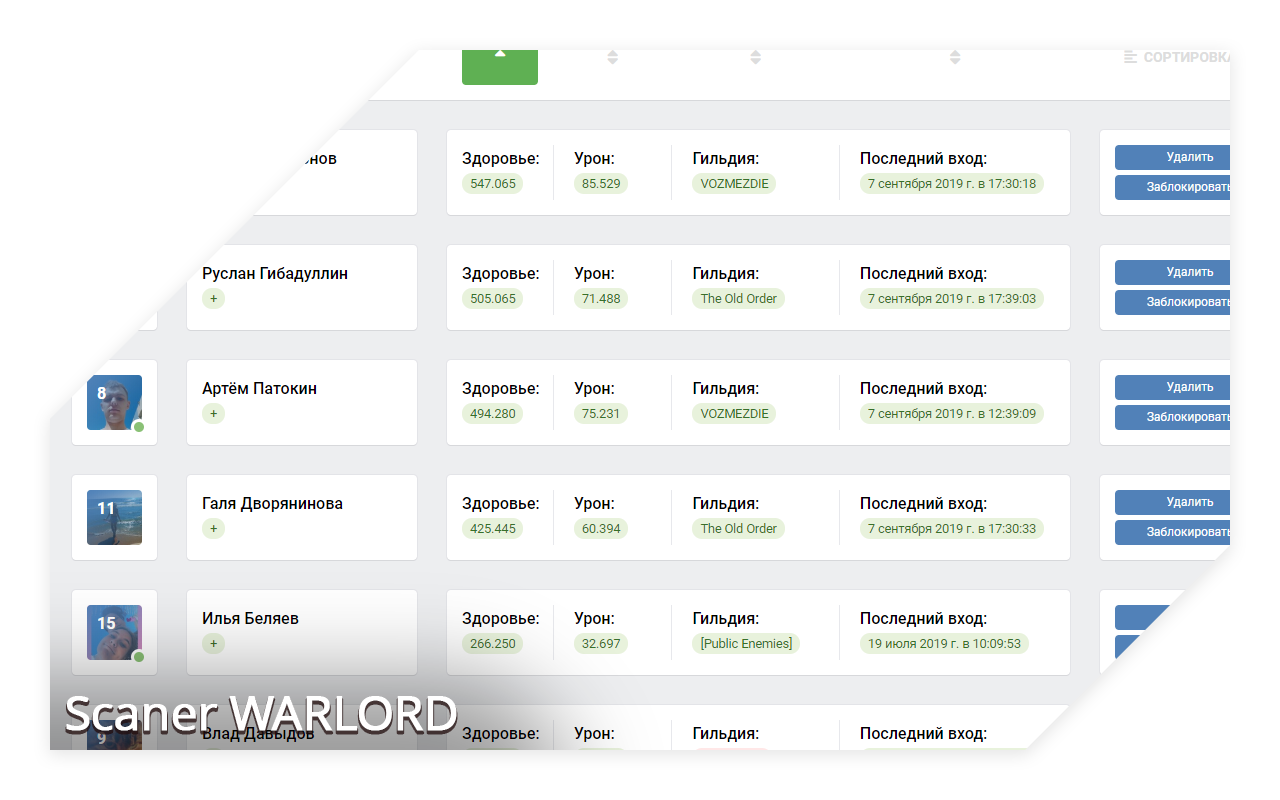 СОРТИРОВКА
Здоровье: Урон: Гильдия: Последний вход: Удалить
547.065 85.529 VOZMEZDIE 7 сентября 2019 г. в 17:30:18 Заблокировать
Руслан Гибадуллин Здоровье: Урон: Гильдия: Последний вход: Удалить
+ 505.065 71.488 The Old Order 7 сентября 2019 г. в 17:39:03 Заблокировать
8 Артём Патокин Здоровье: Урон: Гильдия: Последний вход: Удалить
+ 494.280 75.231 VOZMEZDIE 7 сентября 2019 г. в 12:39:09 Заблокировать
11 Галя Дворянинова Здоровье: Урон: Гильдия: Последний вход: Удалить
+ 425.445 60.394 The Old Order 7 сентября 2019 г. в 17:30:33 Заблокировать
15 Илья Беляев Здоровье: Урон: Гильдия: Последний вход:
+ 266.250 32.697 [Public Enemies] 19 июля 2019 г. в 10:09:53
Scaner WARLORD
9 Влад Давыдов Здоровье: Урон: Гильдия: Последний вход: